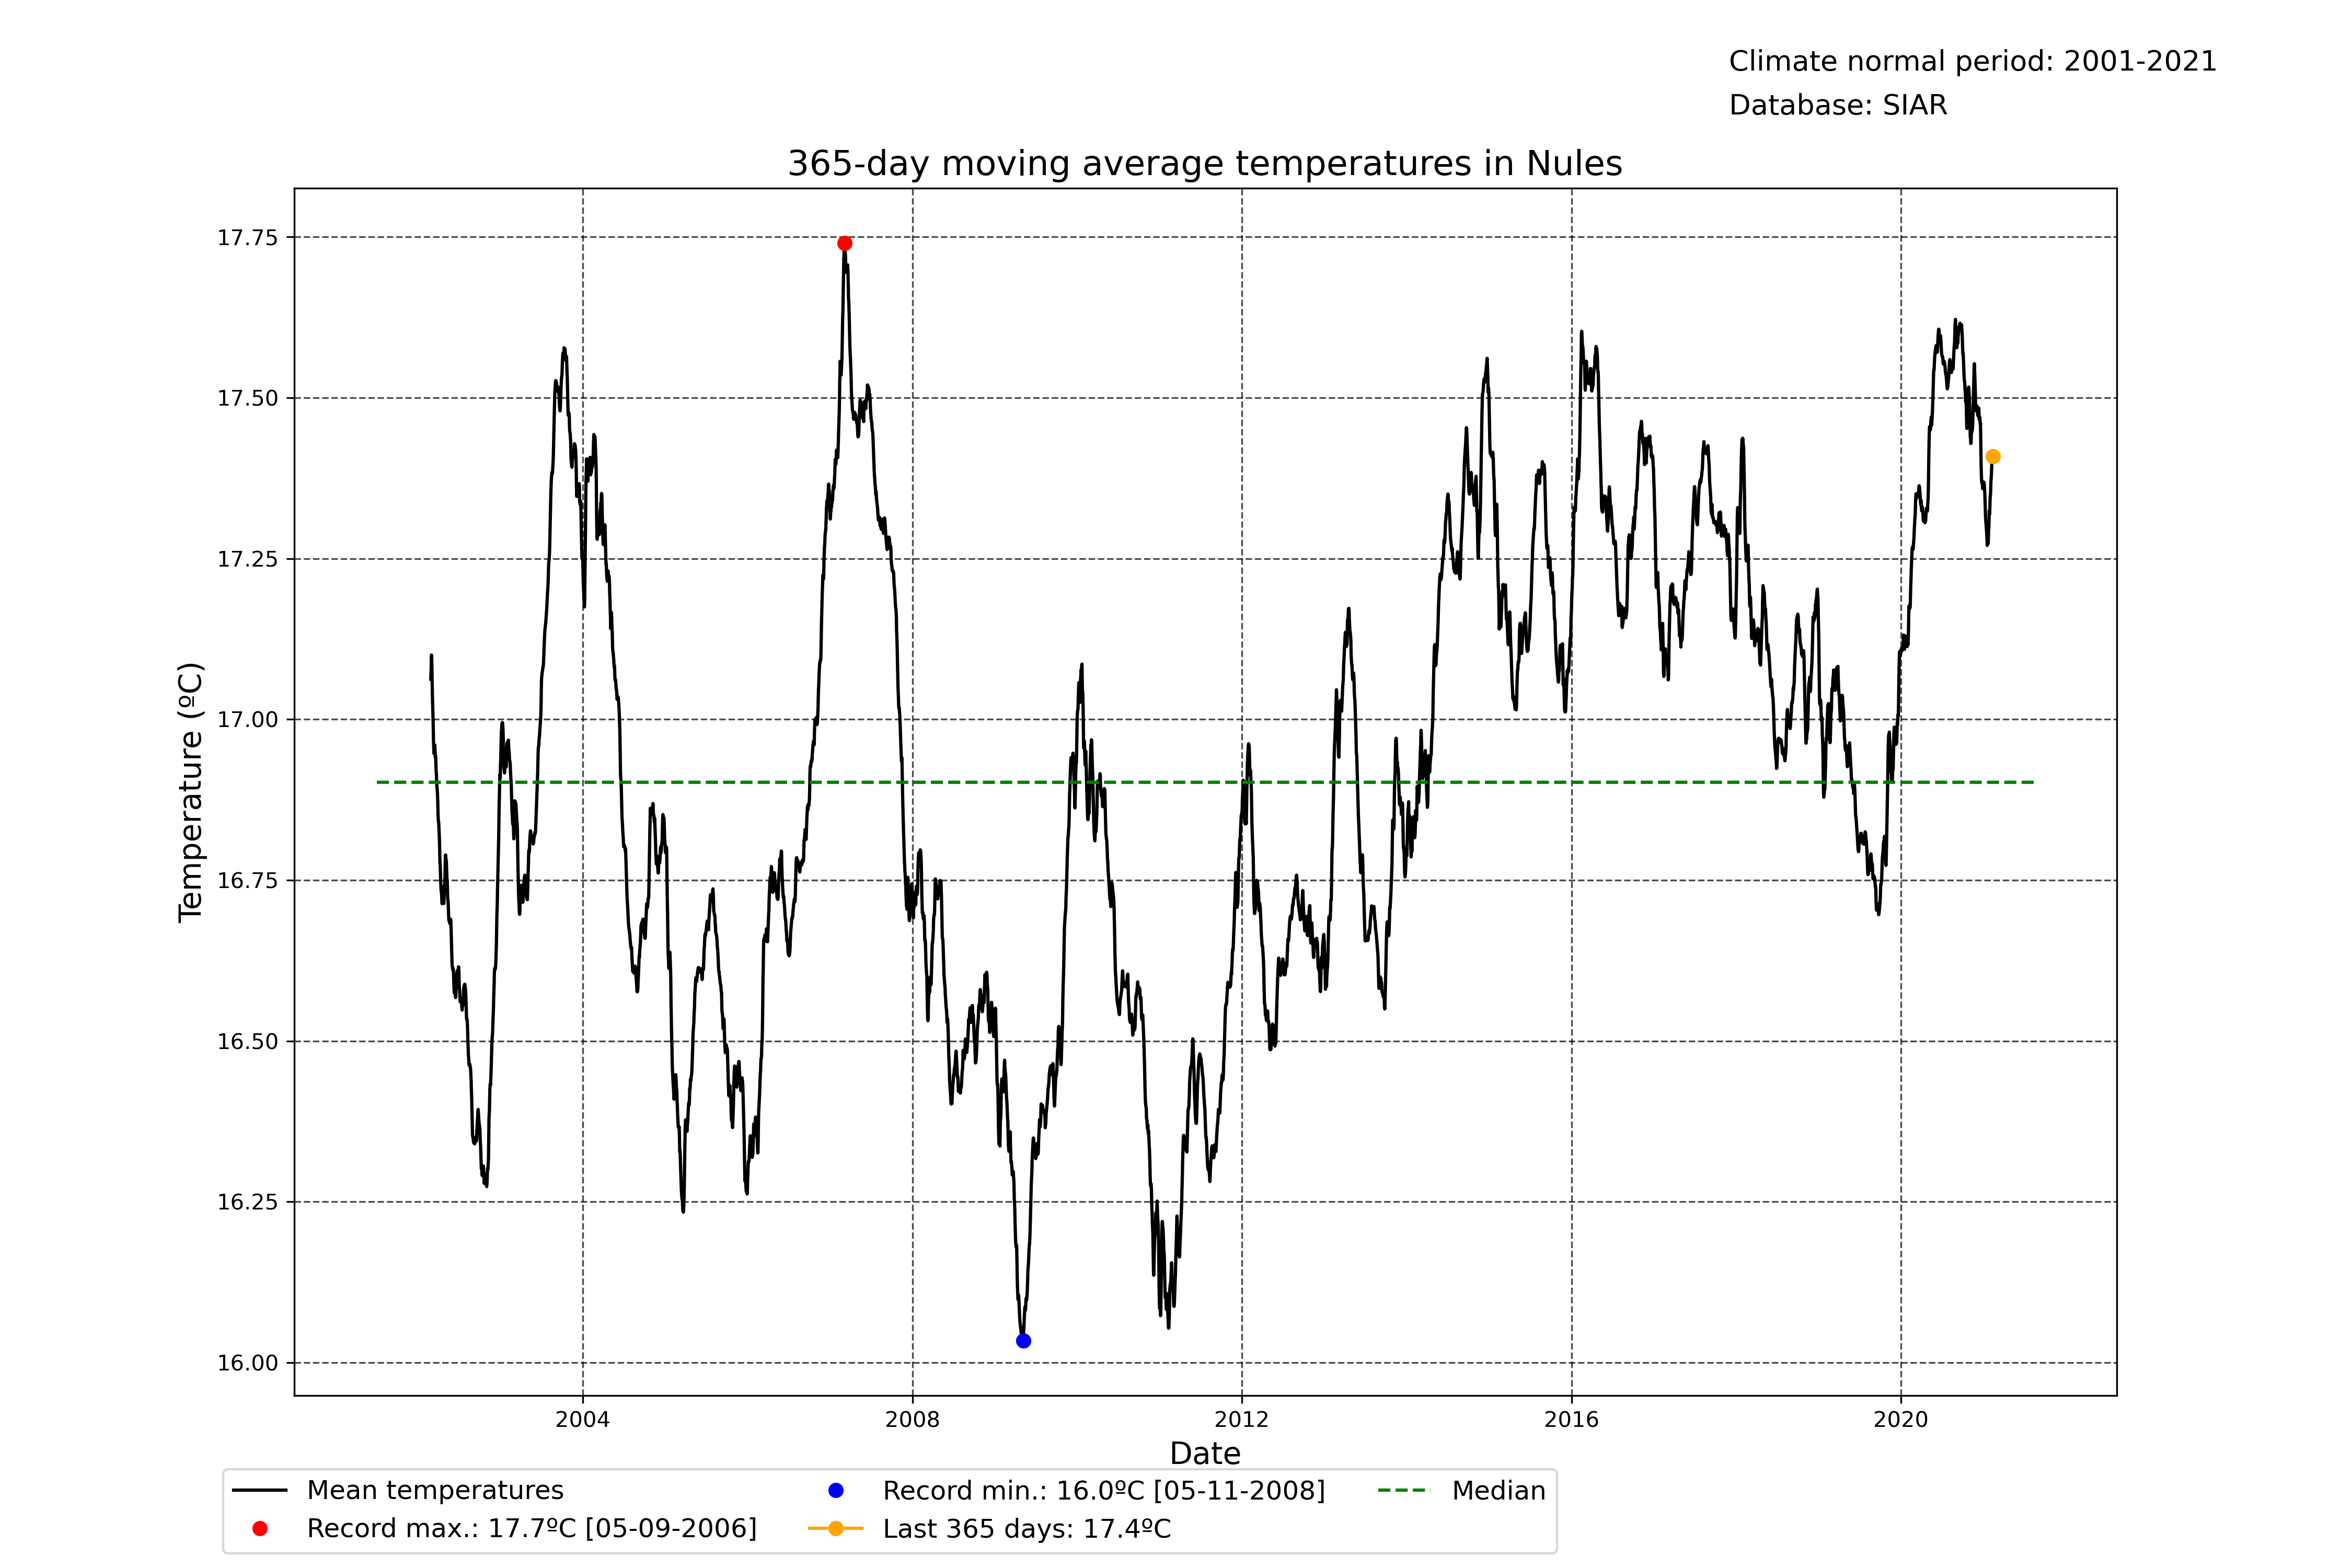 Climate normal period: 2001-2021
Database: SIAR
365-day moving average temperatures in Nules
17.75
17.50
17.25
17.00
16.75
16.50
16.25
16.00
Temperature (ºC)
2004 2008 2012 2016 2020
Date
Mean temperatures
Record max.: 17.7ºC [05-09-2006]
Record min.: 16.0ºC [05-11-2008]
Last 365 days: 17.4ºC
Median